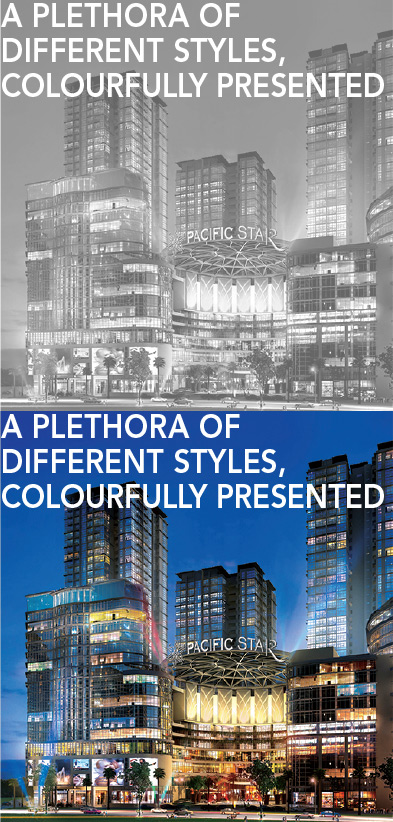 A PLETHORA OF
DIFFERENT STYLES,
COLOURFULLY PRESENTED
PACIFIC STAR
A PLETHORA OF
DIFFERENT STYLES,
COLOURFULLY PRESENTED
PACIFIC STAR